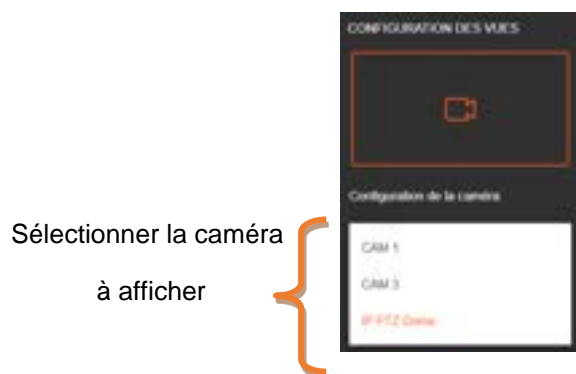 CONFIGURATION DES VUES
Configuration de la caméra
Sélectionner la caméra
à afficher
CAM 1
CAM 3
IP PTZ Dome